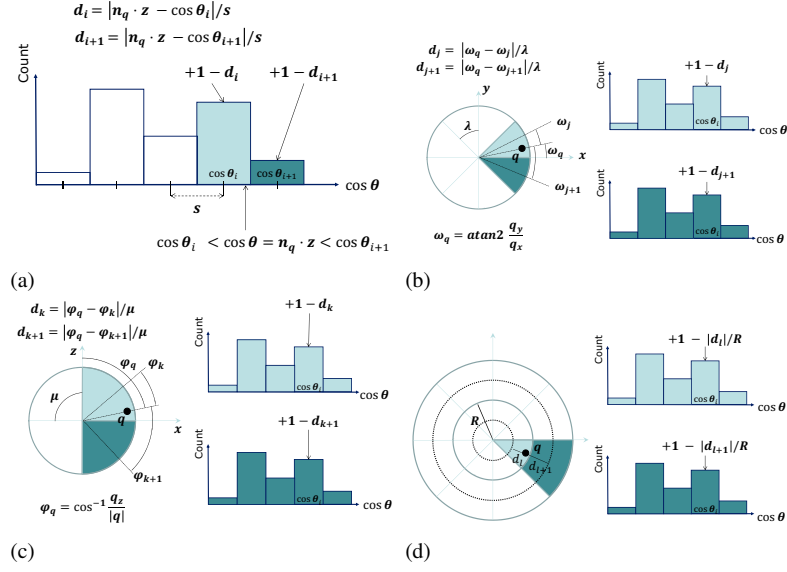 d_i = |n_q · z − cos θ_i|/s
d_{i+1} = |n_q · z − cos θ_{i+1}|/s
Count
+1 − d_i
+1 − d_{i+1}
cos θ_i
cos θ_{i+1}
cos θ
s
cos θ_i < cos θ = n_q · z < cos θ_{i+1}
(a)
d_j = |ω_q − ω_j|/λ
d_{j+1} = |ω_q − ω_{j+1}|/λ
y
λ
ω_j
q
ω_q
x
ω_{j+1}
ω_q = atan2 q_y/q_x
Count
+1 − d_j
cos θ_i
cos θ
Count
+1 − d_{j+1}
cos θ_i
cos θ
(b)
d_k = |φ_q − φ_k|/μ
d_{k+1} = |φ_q − φ_{k+1}|/μ
z
φ_q
φ_k
μ
q
x
φ_{k+1}
φ_q = cos⁻¹ q_z/|q|
Count
+1 − d_k
cos θ_i
cos θ
Count
+1 − d_{k+1}
cos θ_i
cos θ
(c)
R
q
d_l
d_{l+1}
Count
+1 − |d_l|/R
cos θ_i
cos θ
Count
+1 − |d_{l+1}|/R
cos θ_i
cos θ
(d)